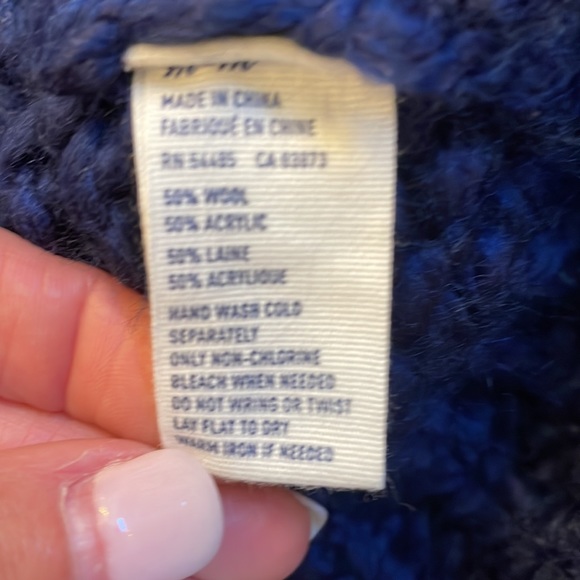 MADE IN CHINA
FABRIQUÉ EN CHINE
RN 54485 CA 03073
50% WOOL
50% ACRYLIC
50% LAINE
50% ACRYLIQUE
HAND WASH COLD
SEPARATELY
ONLY NON-CHLORINE
BLEACH WHEN NEEDED
DO NOT WRING OR TWIST
LAY FLAT TO DRY
WARM IRON IF NEEDED